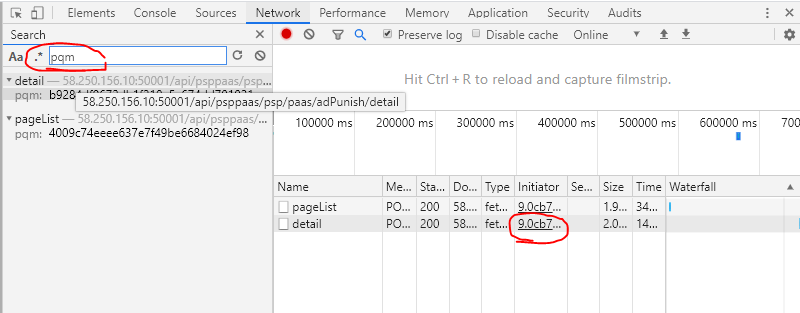 Elements Console Sources Network Performance Memory Application Security Audits
Search
Aa .* pqm
Preserve log Disable cache Online
detail — 58.250.156.10:50001/api/psppaas/psp...
pqm:
58.250.156.10:50001/api/psppaas/psp/paas/adPunish/detail
pageList — 58.250.156.10:50001/api/psppaas/...
pqm: 4009c74eeee637e7f49be6684024ef98
Hit Ctrl + R to reload and capture filmstrip.
100000 ms 200000 ms 300000 ms 400000 ms 500000 ms 600000 ms 700
Name Me... Sta... Do... Type Initiator Se... Size Time Waterfall
pageList PO... 200 58.... fet... 9.0cb7... 1.9... 34...
detail PO... 200 58.... fet... 9.0cb7... 2.0... 14...